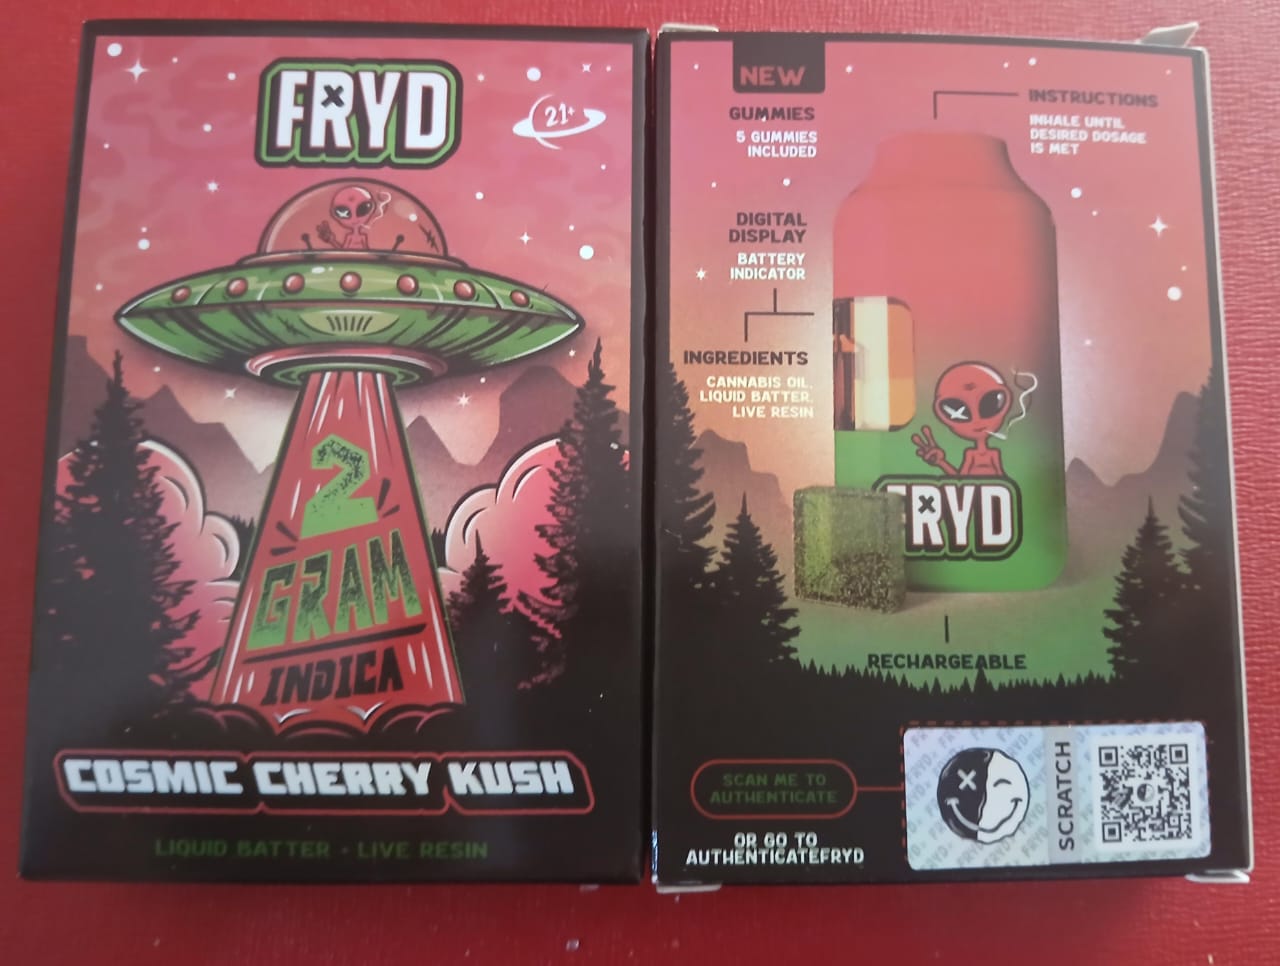 FRYD
21+
2
GRAM
INDICA
COSMIC CHERRY KUSH
LIQUID BATTER · LIVE RESIN
NEW
GUMMIES
5 GUMMIES
INCLUDED
INSTRUCTIONS
INHALE UNTIL
DESIRED DOSAGE
IS MET
DIGITAL
DISPLAY
BATTERY
INDICATOR
INGREDIENTS
CANNABIS OIL,
LIQUID BATTER,
LIVE RESIN
FRYD
RECHARGEABLE
SCAN ME TO
AUTHENTICATE
OR GO TO
AUTHENTICATEFRYD
SCRATCH